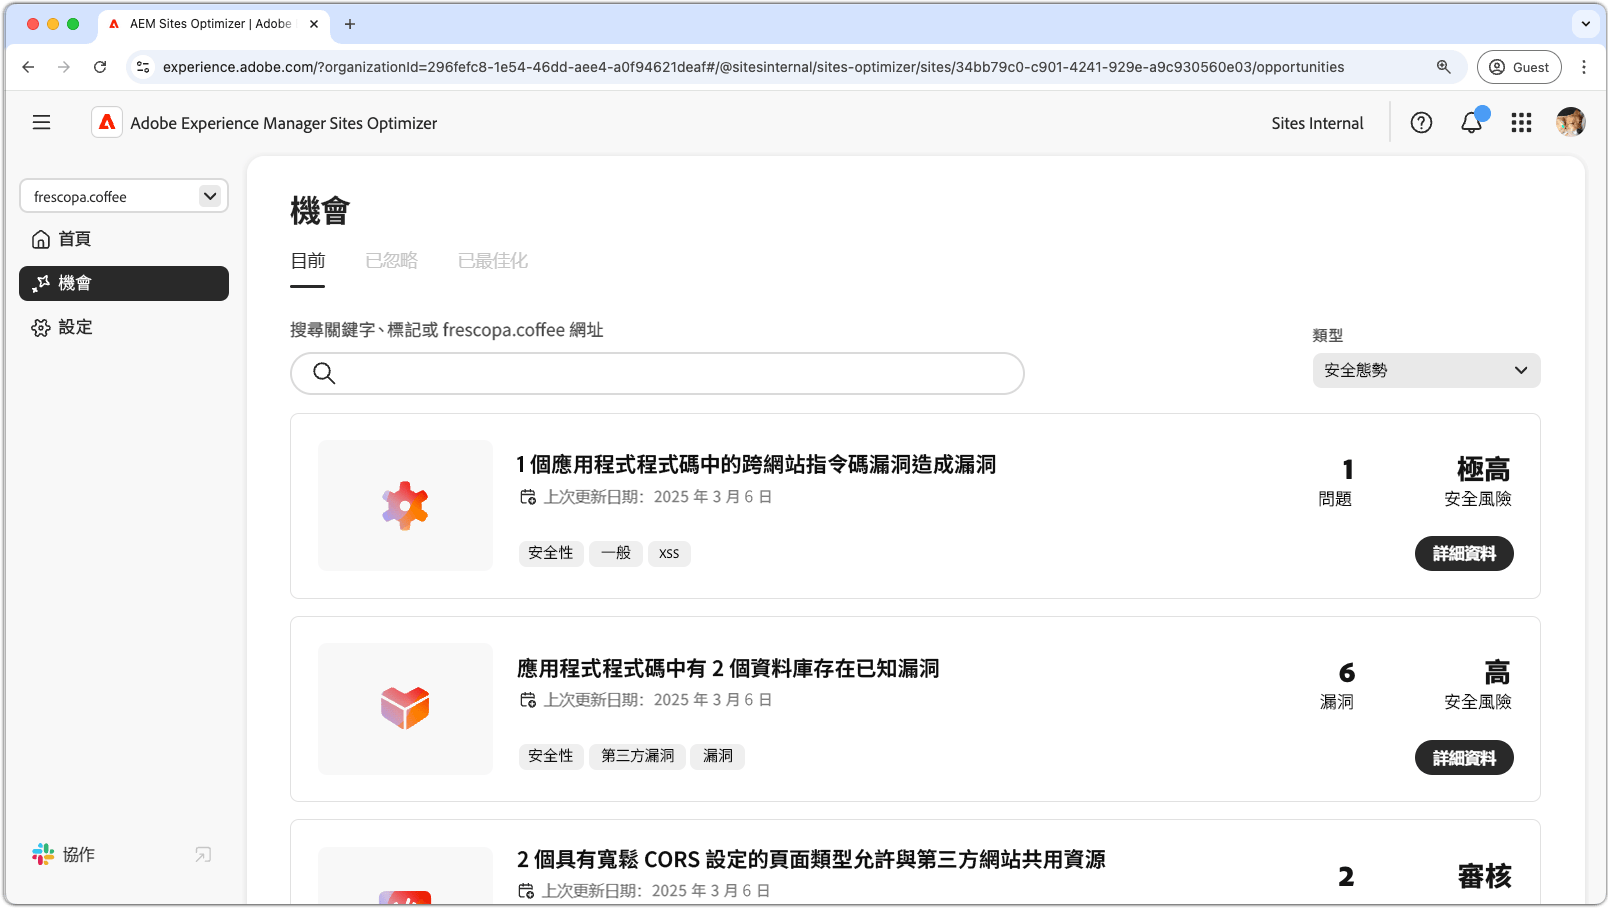 AEM Sites Optimizer | Adobe
experience.adobe.com/?organizationId=296fefc8-1e54-46dd-aee4-a0f94621deaf#/@sitesinternal/sites-optimizer/sites/34bb79c0-c901-4241-929e-a9c930560e03/opportunities
Guest
Adobe Experience Manager Sites Optimizer
Sites Internal
frescopa.coffee
首頁
機會
設定
協作
機會
目前 已忽略 已最佳化
搜尋關鍵字、標記或 frescopa.coffee 網址
類型
安全態勢
1 個應用程式程式碼中的跨網站指令碼漏洞造成漏洞
上次更新日期： 2025 年 3 月 6 日
安全性 一般 xss
1
問題
極高
安全風險
詳細資料
應用程式程式碼中有 2 個資料庫存在已知漏洞
上次更新日期： 2025 年 3 月 6 日
安全性 第三方漏洞 漏洞
6
漏洞
高
安全風險
詳細資料
2 個具有寬鬆 CORS 設定的頁面類型允許與第三方網站共用資源
上次更新日期： 2025 年 3 月 6 日
2
審核